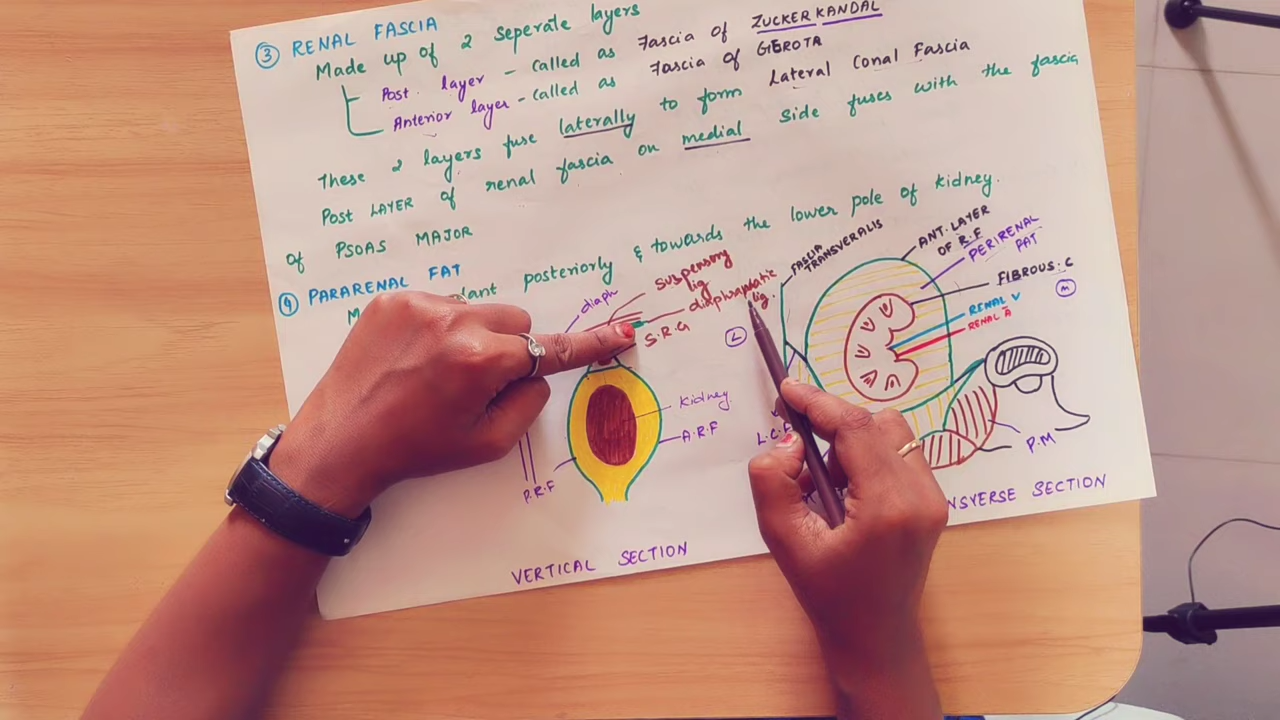 ③ RENAL FASCIA
Made up of 2 seperate layers
Post layer - called as Fascia of ZUCKERKANDAL
Anterior layer - called as Fascia of GEROTA
These 2 layers fuse laterally to form Lateral Conal Fascia
Post LAYER of renal fascia on medial side fuses with the fascia
of PSOAS MAJOR
④ PARARENAL FAT
posteriorly & towards the lower pole of kidney.
diaph
suspensory
lig
diaphramatic
lig.
S.R.G
Kidney
A.R.F
P.R.F
VERTICAL SECTION
L
FASCIA
TRANSVERALIS
ANT. LAYER
OF R.F
PERIRENAL
FAT
FIBROUS.C
M
RENAL V
RENAL A
L.C.F
P.M
NSVERSE SECTION